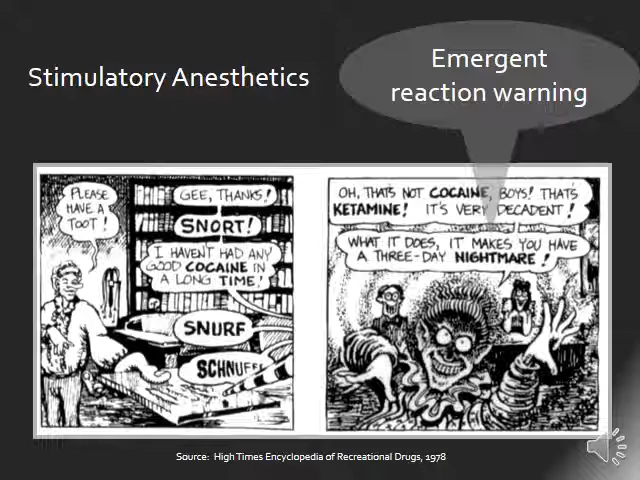 Stimulatory Anesthetics
Emergent
reaction warning
PLEASE
HAVE A
TOOT!
GEE, THANKS!
SNORT!
I HAVEN'T HAD ANY
GOOD COCAINE IN
A LONG TIME!
SNURF
SCHNUFF
OH, THAT'S NOT COCAINE, BOYS! THAT'S
KETAMINE! IT'S VERY DECADENT!
WHAT IT DOES, IT MAKES YOU HAVE
A THREE-DAY NIGHTMARE!
Source: High Times Encyclopedia of Recreational Drugs, 1978